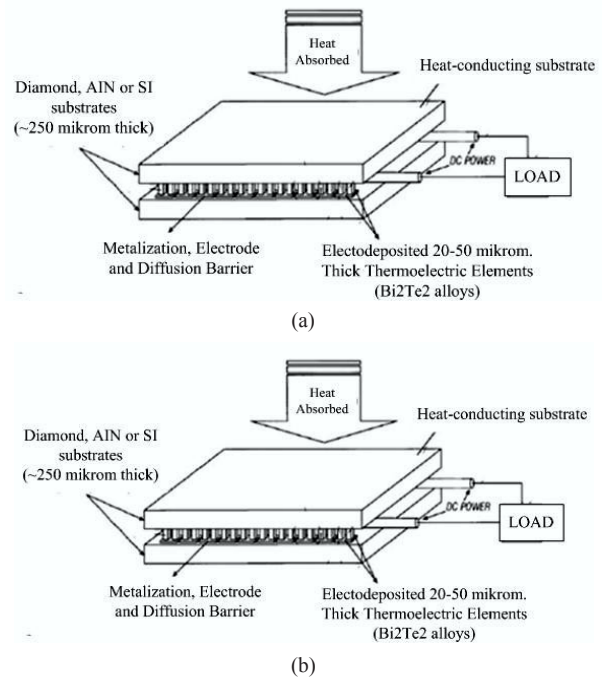 Heat
Absorbed
Heat-conducting substrate
Diamond, AIN or SI
substrates
(~250 mikrom thick)
DC POWER
LOAD
Metalization, Electrode
and Diffusion Barrier
Electodeposited 20-50 mikrom.
Thick Thermoelectric Elements
(Bi2Te2 alloys)
(a)
Heat
Absorbed
Heat-conducting substrate
Diamond, AIN or SI
substrates
(~250 mikrom thick)
DC POWER
LOAD
Metalization, Electrode
and Diffusion Barrier
Electodeposited 20-50 mikrom.
Thick Thermoelectric Elements
(Bi2Te2 alloys)
(b)